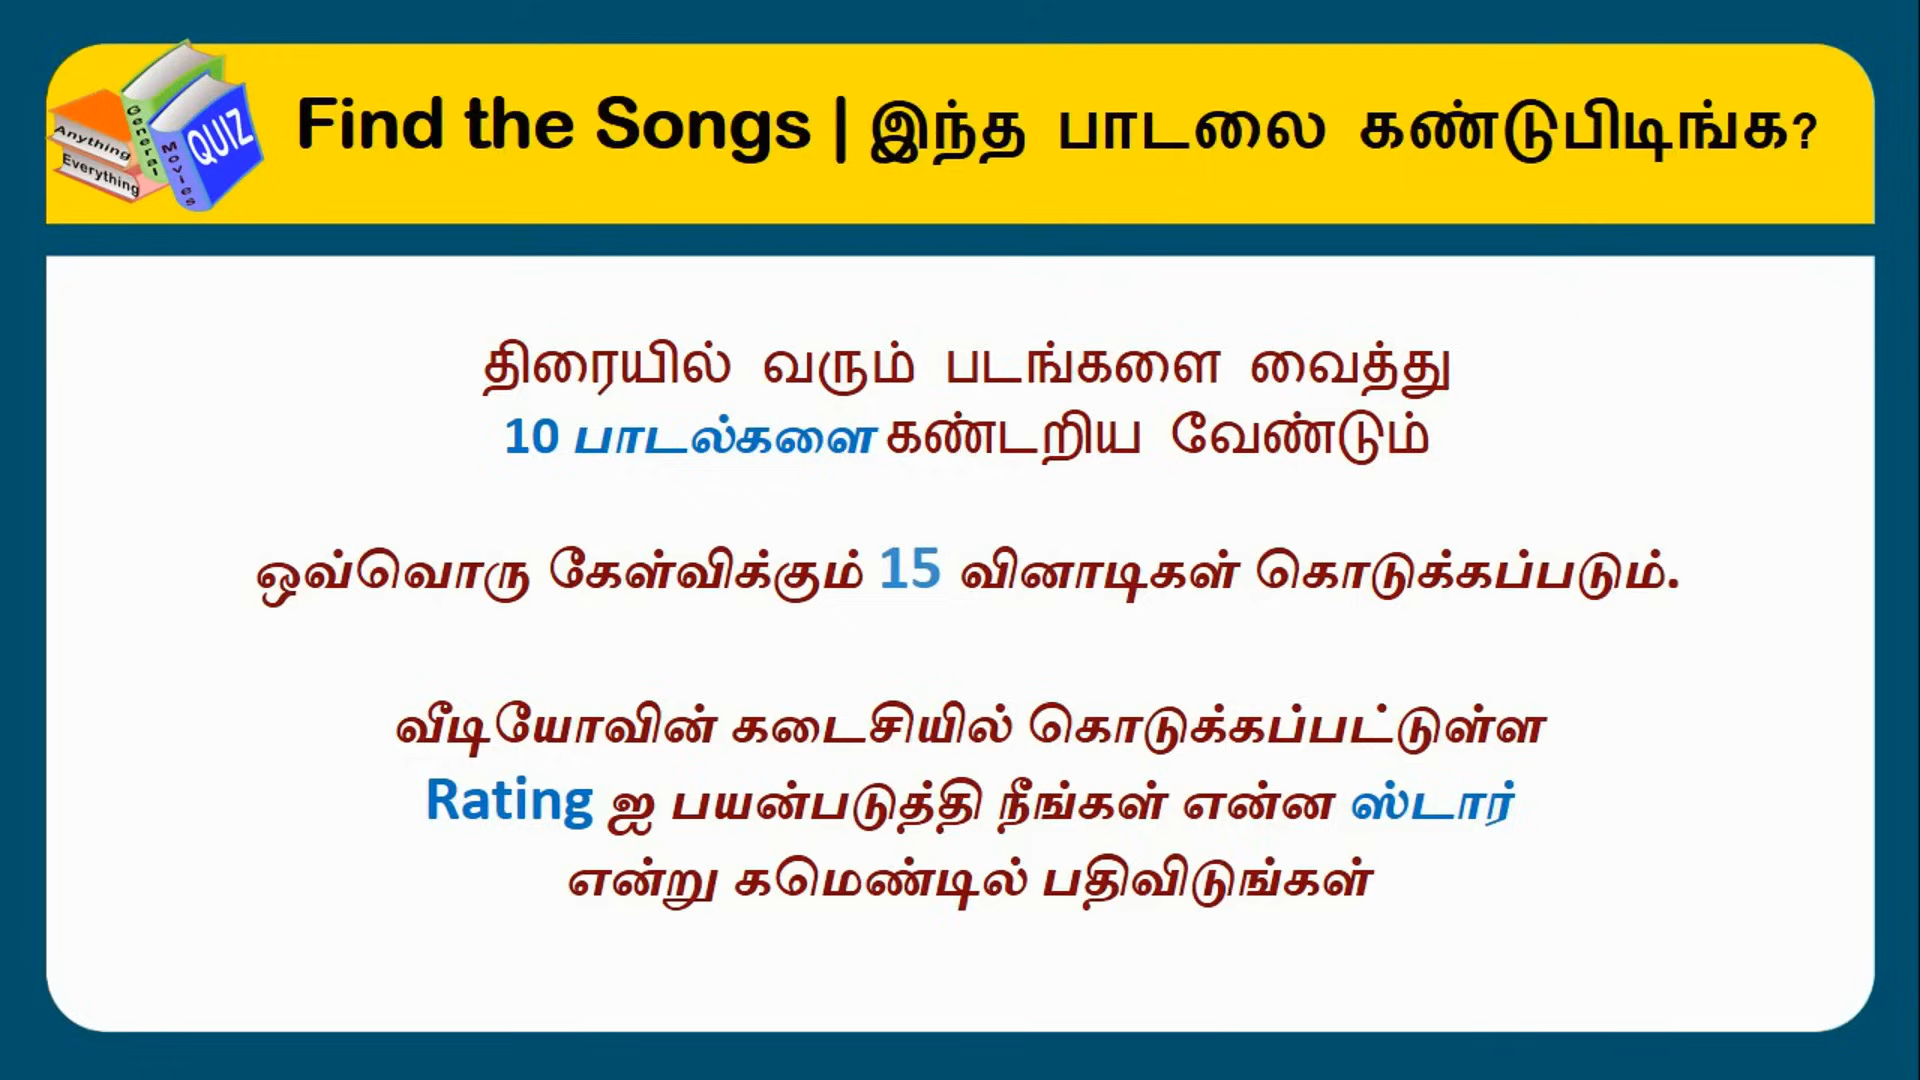 Find the Songs | இந்த பாடலை கண்டுபிடிங்க?
Anything
Everything
General
Movies
QUIZ
திரையில் வரும் படங்களை வைத்து
10 பாடல்களை கண்டறிய வேண்டும்
ஒவ்வொரு கேள்விக்கும் 15 வினாடிகள் கொடுக்கப்படும்.
வீடியோவின் கடைசியில் கொடுக்கப்பட்டுள்ள
Rating ஐ பயன்படுத்தி நீங்கள் என்ன ஸ்டார்
என்று கமெண்டில் பதிவிடுங்கள்